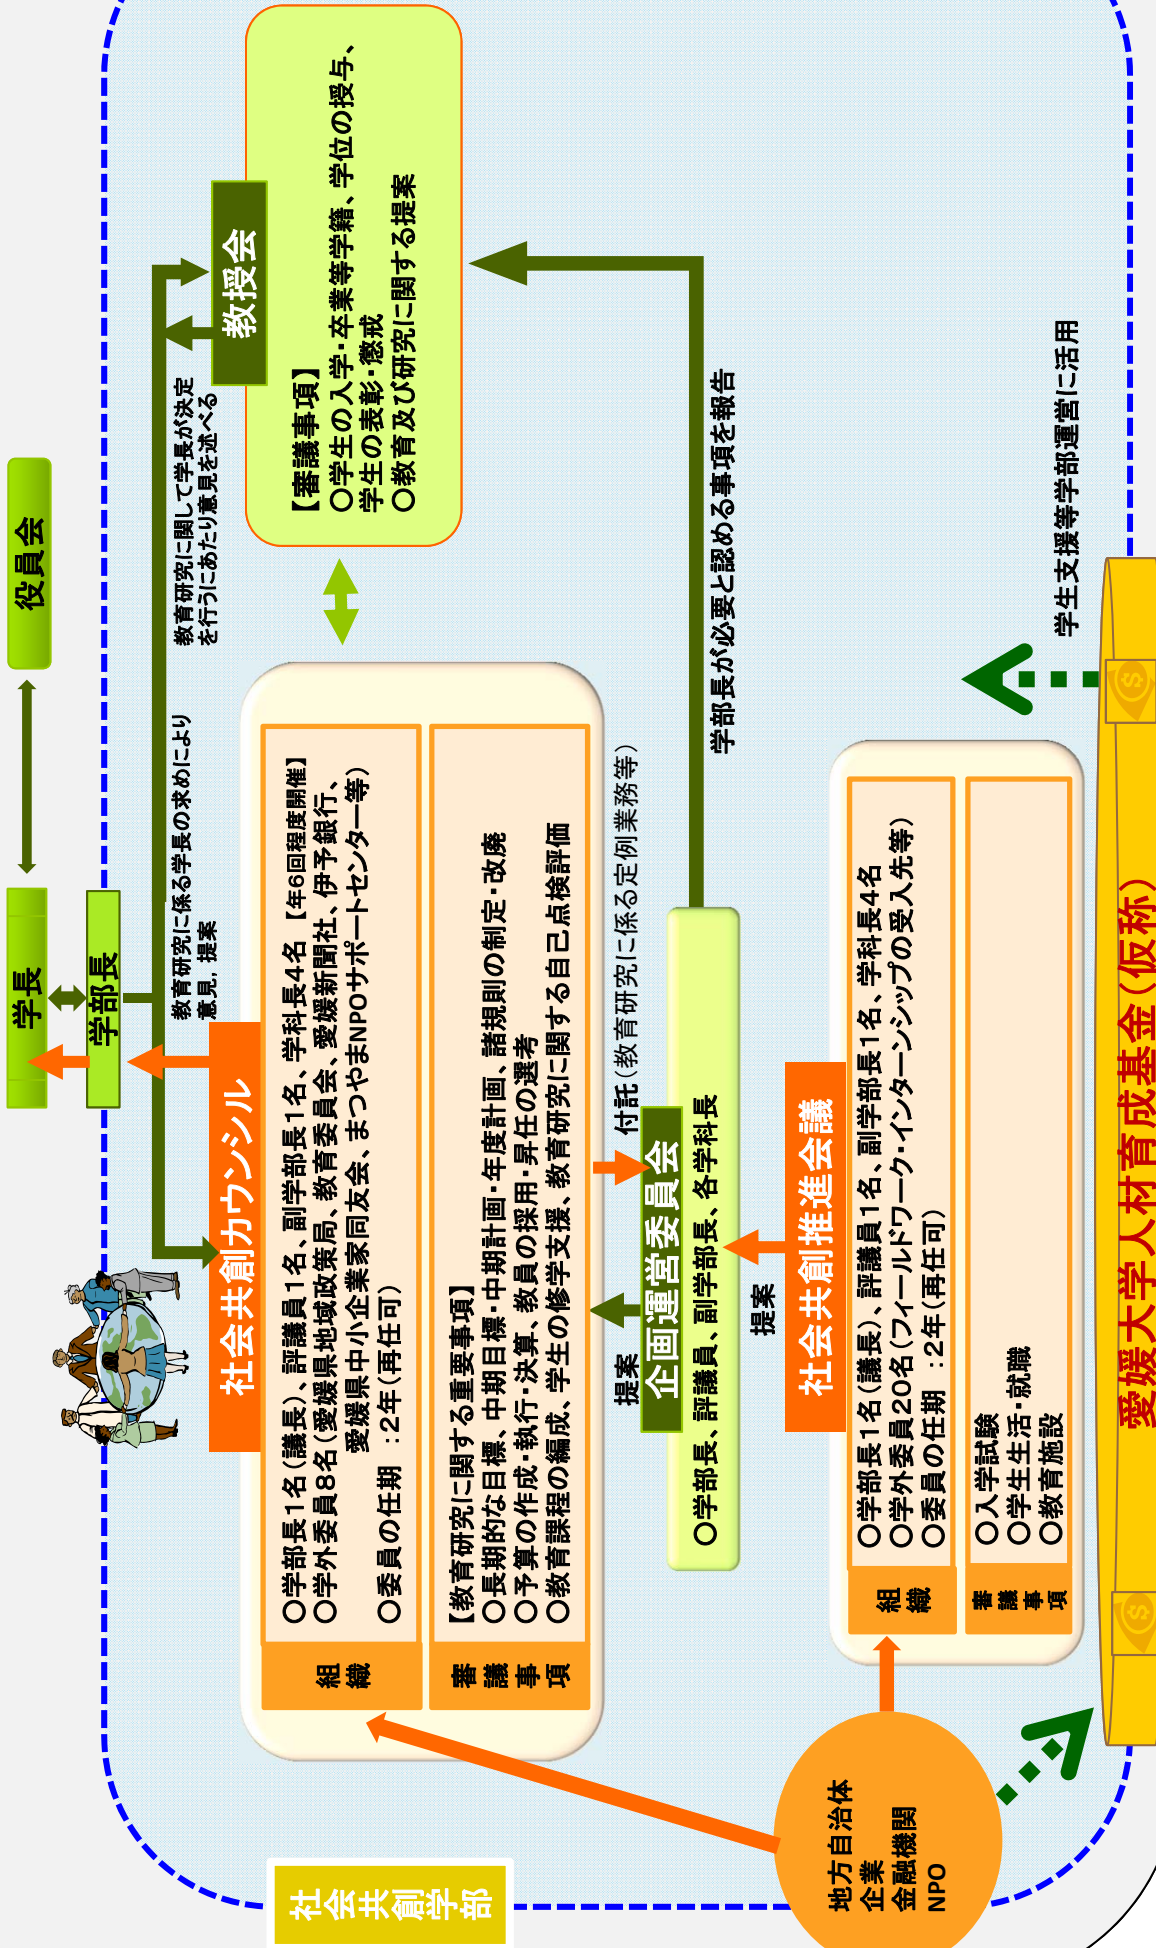 役員会
学長
学部長
教育研究に係る学長の求めにより
意見，提案
教育研究に関して学長が決定
を行うにあたり意見を述べる
社会共創学部
社会共創カウンシル
組織
○学部長1名(議長)、評議員1名、副学部長1名、学科長4名 【年6回程度開催】
○学外委員8名(愛媛県地域政策局、教育委員会、愛媛新聞社、伊予銀行、
愛媛県中小企業家同友会、まつやまNPOサポートセンター等)
○委員の任期 :2年(再任可)
審議事項
【教育研究に関する重要事項】
○長期的な目標、中期目標・中期計画・年度計画、諸規則の制定・改廃
○予算の作成・執行・決算、教員の採用・昇任の選考
○教育課程の編成、学生の修学支援、教育研究に関する自己点検評価
教授会
【審議事項】
○学生の入学・卒業等学籍、学位の授与、
学生の表彰・懲戒
○教育及び研究に関する提案
提案
付託(教育研究に係る定例業務等)
企画運営委員会
○学部長、評議員、副学部長、各学科長
学部長が必要と認める事項を報告
提案
社会共創推進会議
組織
○学部長1名(議長)、評議員1名、副学部長1名、学科長4名
○学外委員20名(フィールドワーク・インターンシップの受入先等)
○委員の任期 :2年(再任可)
審議事項
○入学試験
○学生生活・就職
○教育施設
地方自治体
企業
金融機関
NPO
学生支援等学部運営に活用
愛媛大学人材育成基金(仮称)